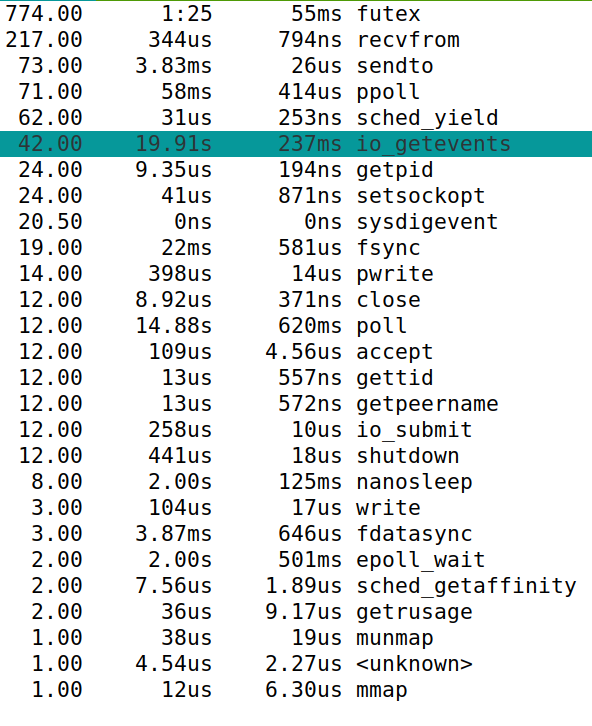 774.00 1:25 55ms futex
217.00 344us 794ns recvfrom
73.00 3.83ms 26us sendto
71.00 58ms 414us ppoll
62.00 31us 253ns sched_yield
42.00 19.91s 237ms io_getevents
24.00 9.35us 194ns getpid
24.00 41us 871ns setsockopt
20.50 0ns 0ns sysdigevent
19.00 22ms 581us fsync
14.00 398us 14us pwrite
12.00 8.92us 371ns close
12.00 14.88s 620ms poll
12.00 109us 4.56us accept
12.00 13us 557ns gettid
12.00 13us 572ns getpeername
12.00 258us 10us io_submit
12.00 441us 18us shutdown
8.00 2.00s 125ms nanosleep
3.00 104us 17us write
3.00 3.87ms 646us fdatasync
2.00 2.00s 501ms epoll_wait
2.00 7.56us 1.89us sched_getaffinity
2.00 36us 9.17us getrusage
1.00 38us 19us munmap
1.00 4.54us 2.27us <unknown>
1.00 12us 6.30us mmap